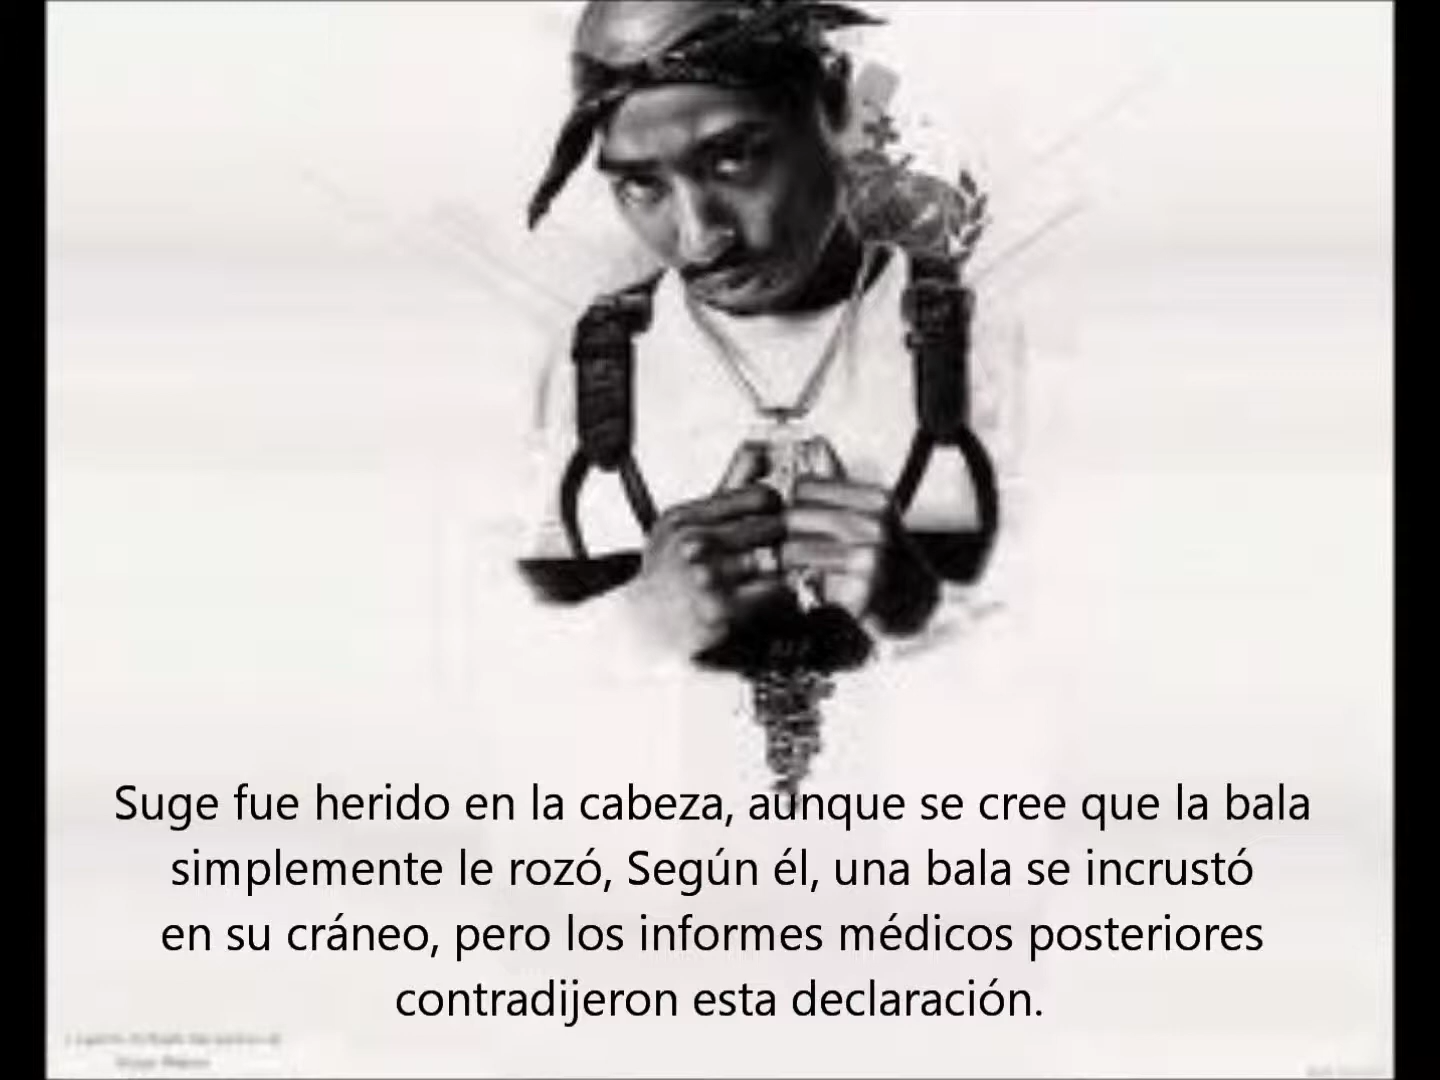 Suge fue herido en la cabeza, aunque se cree que la bala
simplemente le rozó, Según él, una bala se incrustó
en su cráneo, pero los informes médicos posteriores
contradijeron esta declaración.